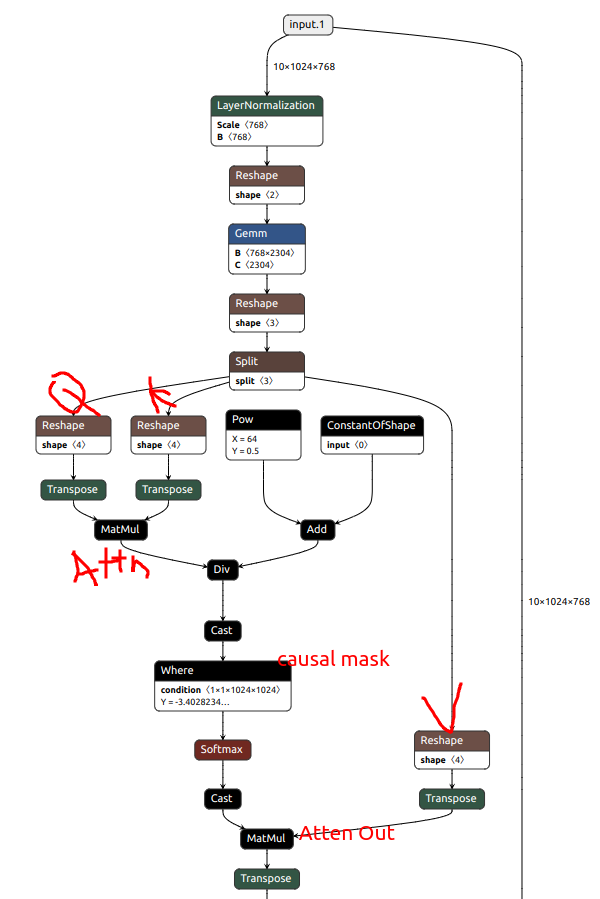 input.1
10×1024×768
LayerNormalization
Scale 〈768〉
B 〈768〉
Reshape
shape 〈2〉
Gemm
B 〈768×2304〉
C 〈2304〉
Reshape
shape 〈3〉
Split
split 〈3〉
Q
K
Reshape
shape 〈4〉
Reshape
shape 〈4〉
Pow
X = 64
Y = 0.5
ConstantOfShape
input 〈0〉
Transpose
Transpose
MatMul
Add
Attn
Div
10×1024×768
Cast
causal mask
Where
condition 〈1×1×1024×1024〉
Y = -3.4028234…
V
Softmax
Reshape
shape 〈4〉
Cast
Transpose
MatMul
Atten Out
Transpose